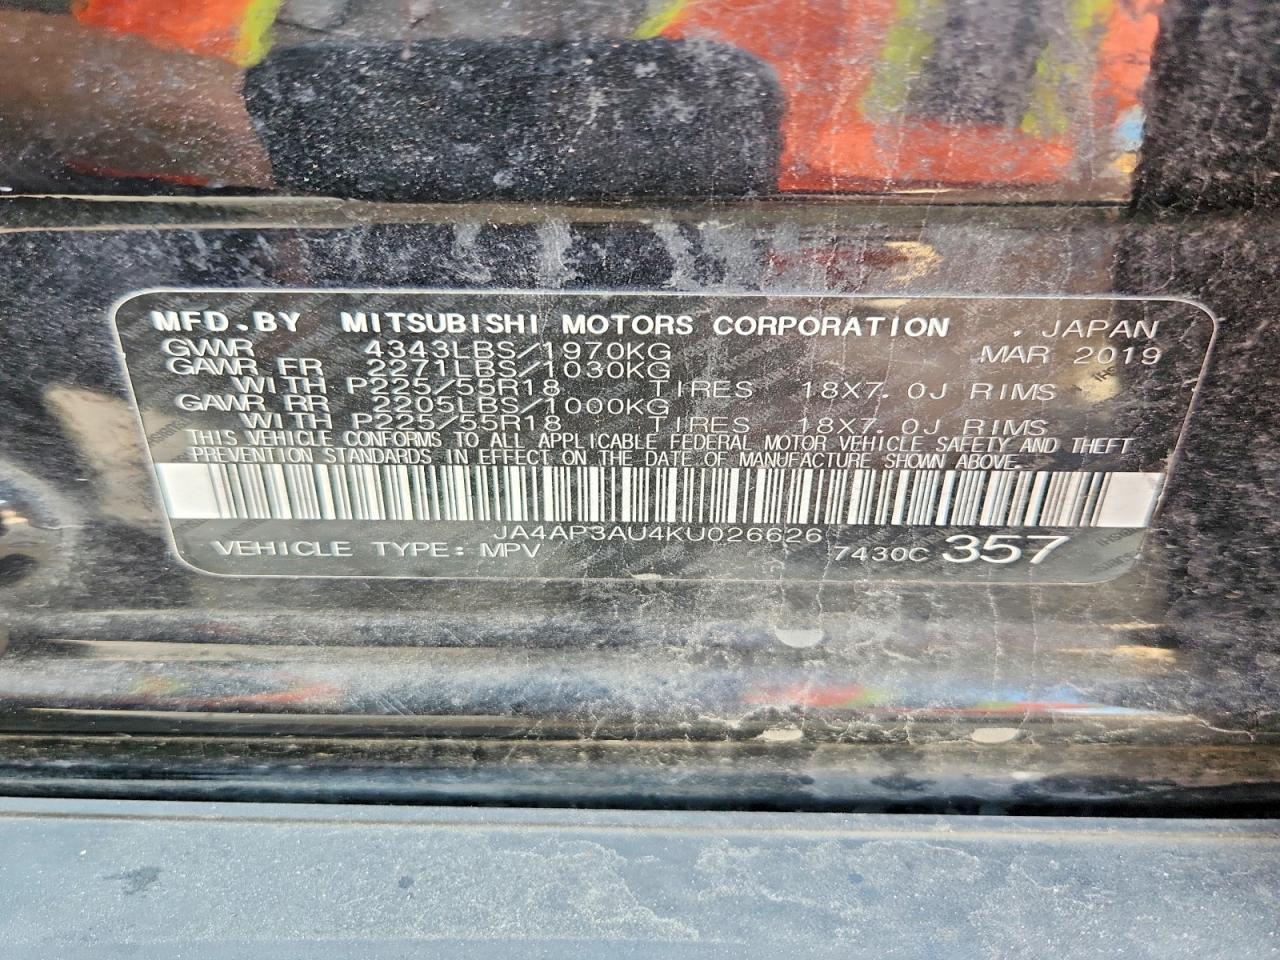 MFD.BY MITSUBISHI MOTORS CORPORATION , JAPAN
GVWR 4343LBS/1970KG MAR 2019
GAWR FR 2271LBS/1030KG
WITH P225/55R18 TIRES 18X7.0J RIMS
GAWR RR 2205LBS/1000KG
WITH P225/55R18 TIRES 18X7.0J RIMS
THIS VEHICLE CONFORMS TO ALL APPLICABLE FEDERAL MOTOR VEHICLE SAFETY AND THEFT
PREVENTION STANDARDS IN EFFECT ON THE DATE OF MANUFACTURE SHOWN ABOVE.
JA4AP3AU4KU026626
VEHICLE TYPE: MPV 7430C 357